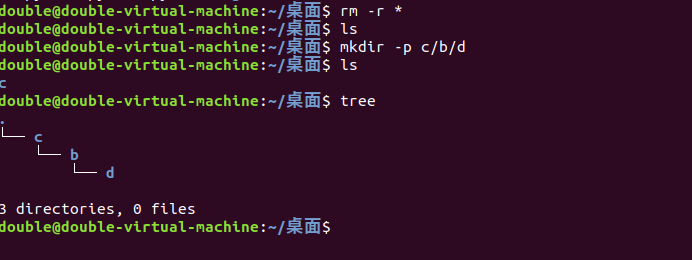 double@double-virtual-machine:~/桌面$ rm -r *
double@double-virtual-machine:~/桌面$ ls
double@double-virtual-machine:~/桌面$ mkdir -p c/b/d
double@double-virtual-machine:~/桌面$ ls
c
double@double-virtual-machine:~/桌面$ tree
.
└── c
    └── b
        └── d
3 directories, 0 files
double@double-virtual-machine:~/桌面$